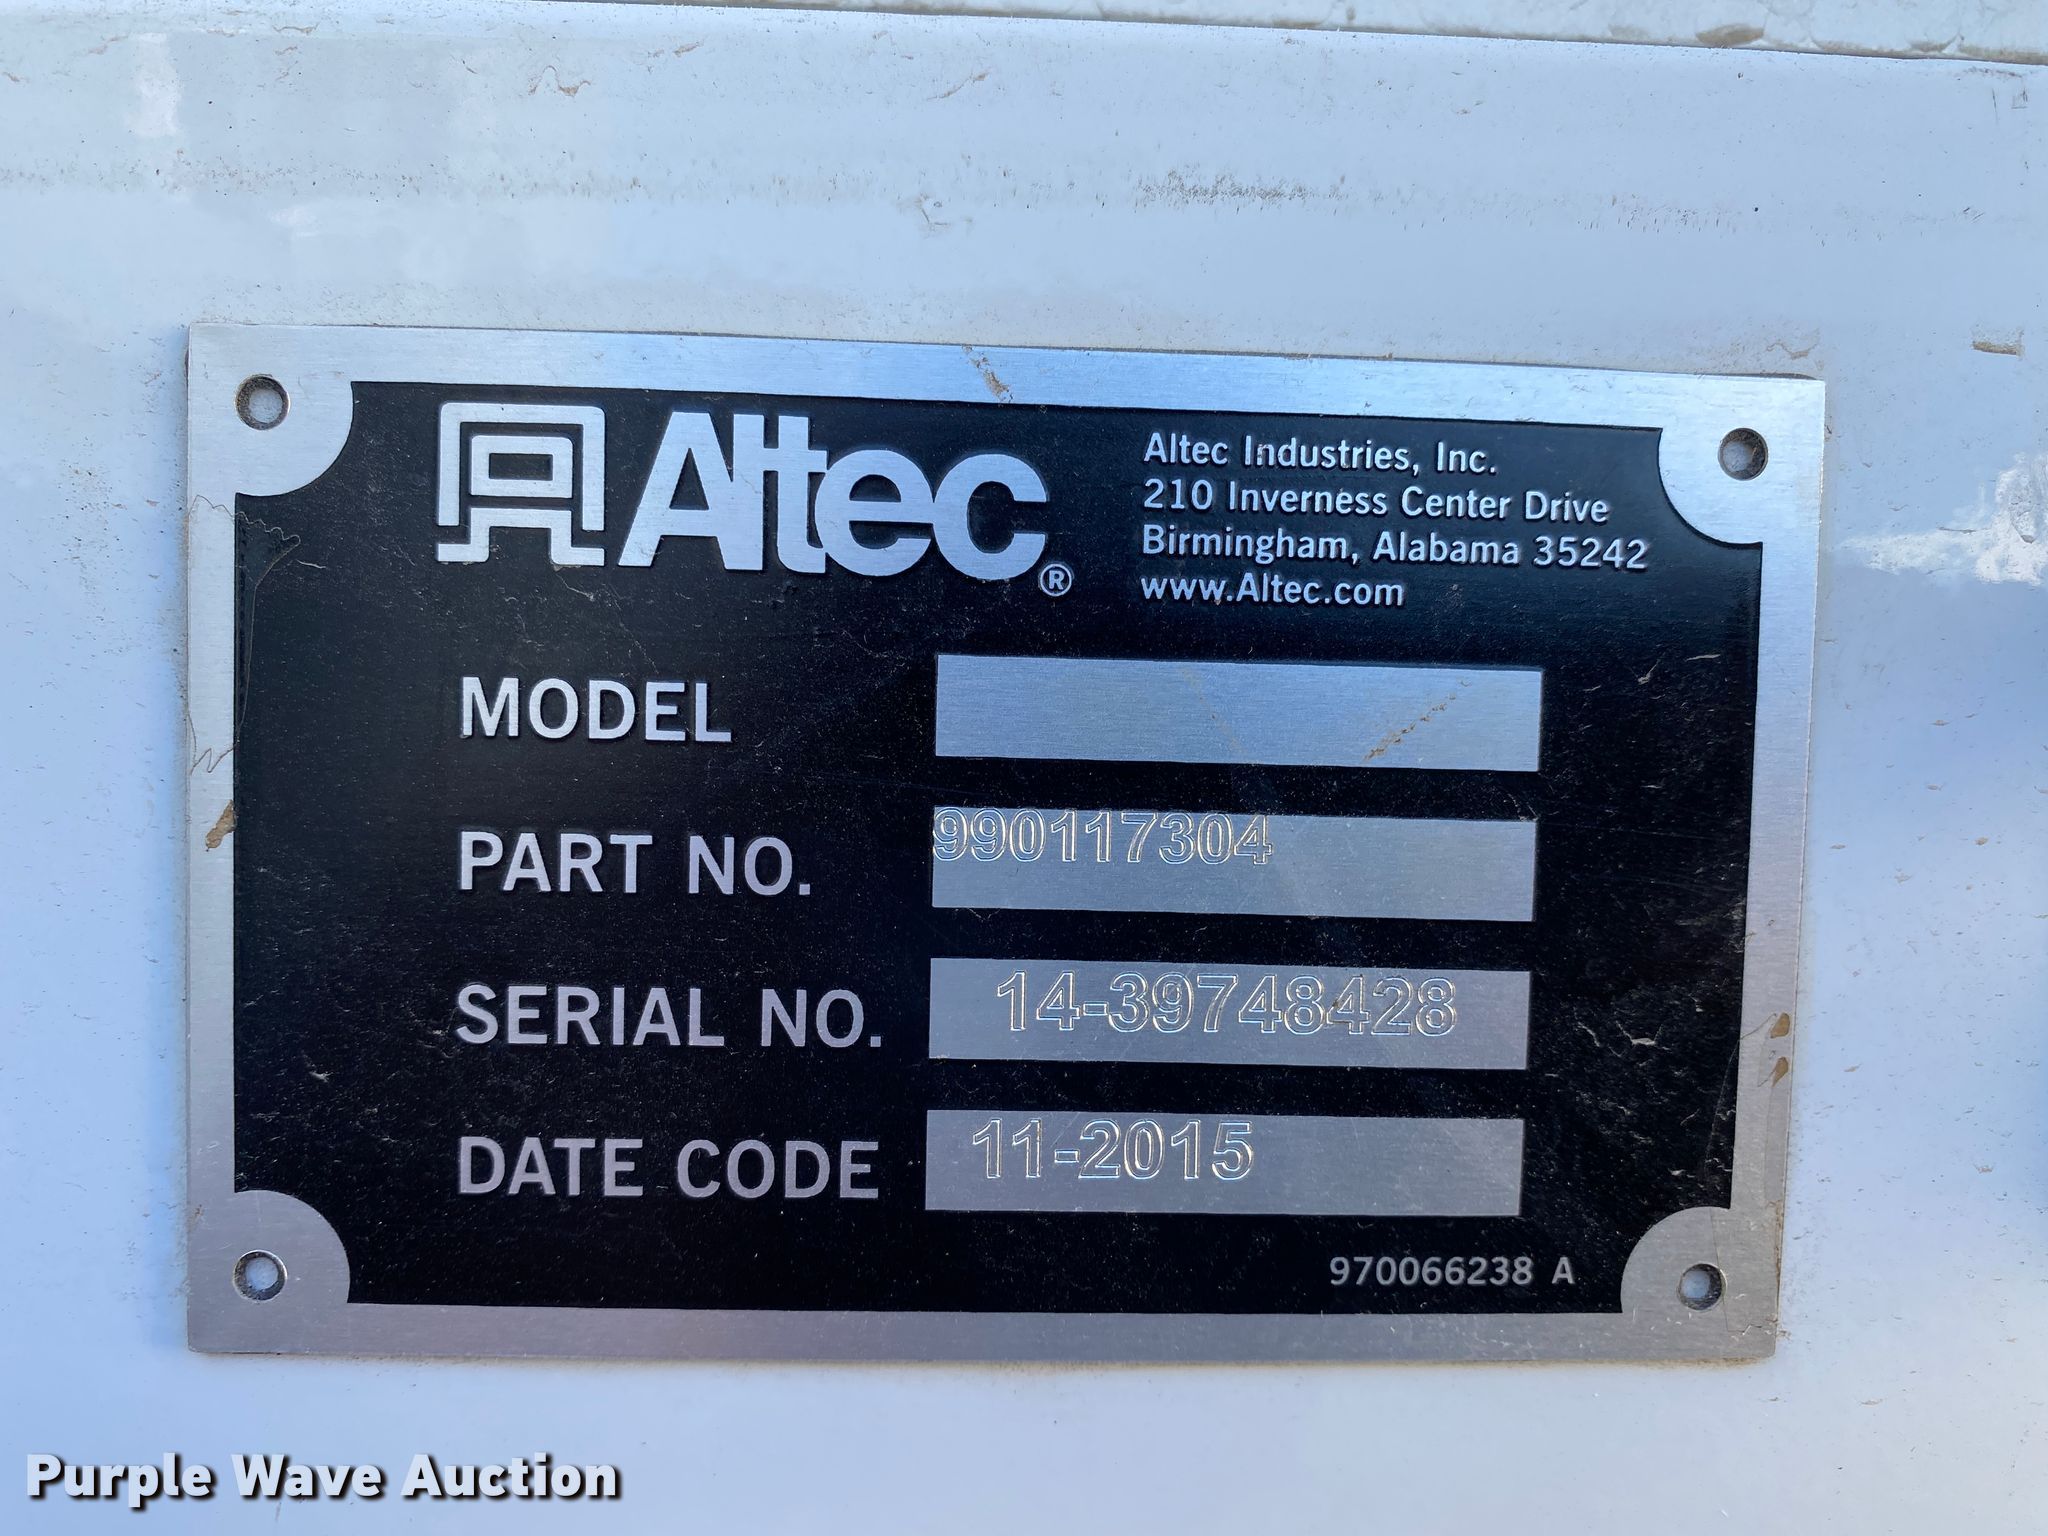 Altec®
Altec Industries, Inc.
210 Inverness Center Drive
Birmingham, Alabama 35242
www.Altec.com
MODEL
PART NO. 990117304
SERIAL NO. 14-39748428
DATE CODE 11-2015
970066238 A
Purple Wave Auction